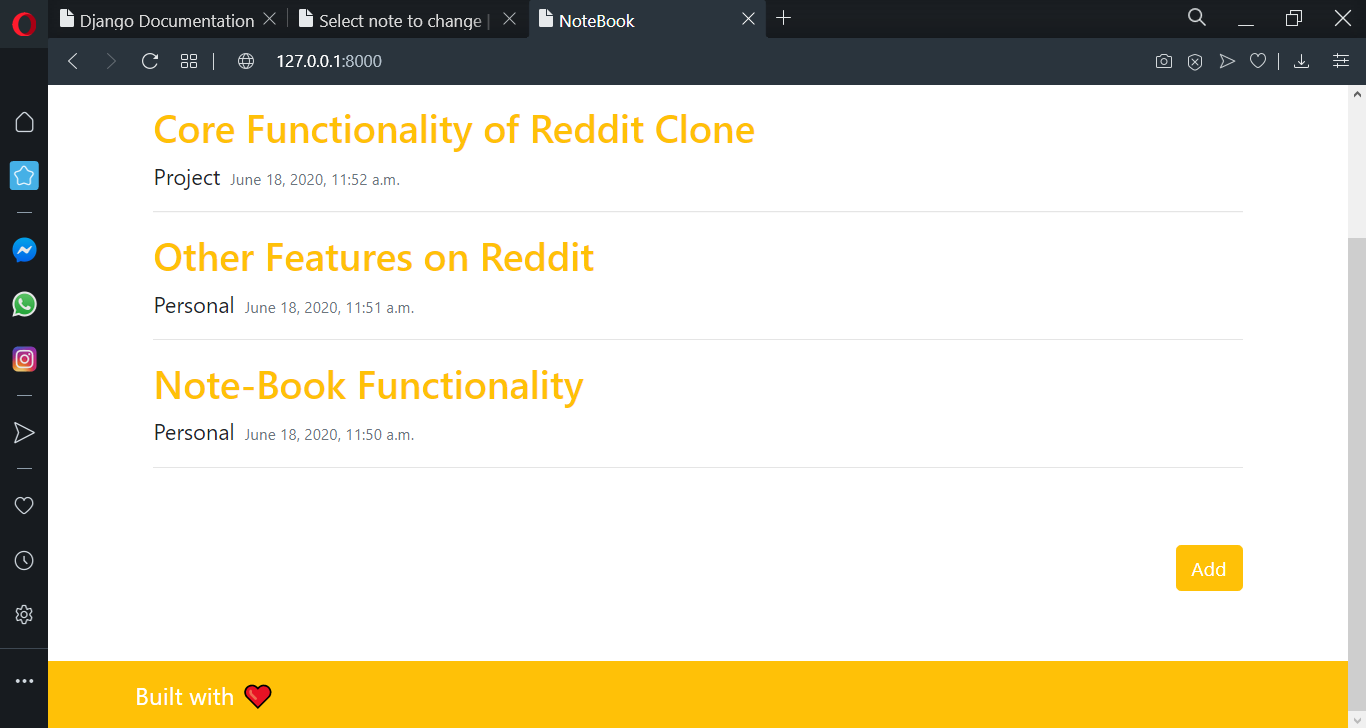 Django Documentation
Select note to change |
NoteBook
127.0.0.1:8000
Core Functionality of Reddit Clone
Project June 18, 2020, 11:52 a.m.
Other Features on Reddit
Personal June 18, 2020, 11:51 a.m.
Note-Book Functionality
Personal June 18, 2020, 11:50 a.m.
Add
Built with